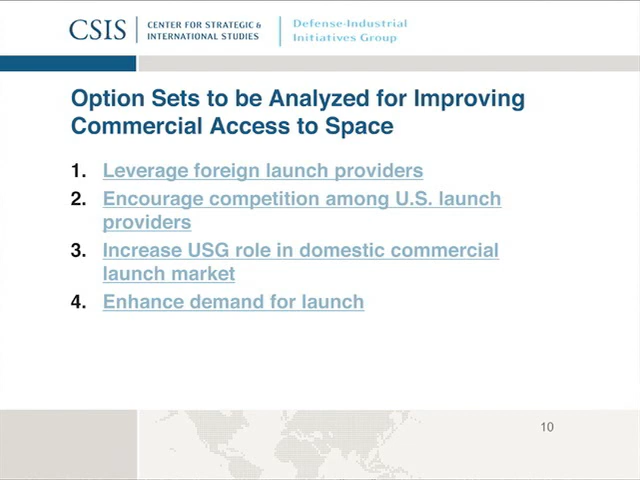 CSIS
CENTER FOR STRATEGIC &
INTERNATIONAL STUDIES
Defense-Industrial
Initiatives Group
Option Sets to be Analyzed for Improving
Commercial Access to Space
1. Leverage foreign launch providers
2. Encourage competition among U.S. launch
providers
3. Increase USG role in domestic commercial
launch market
4. Enhance demand for launch
10